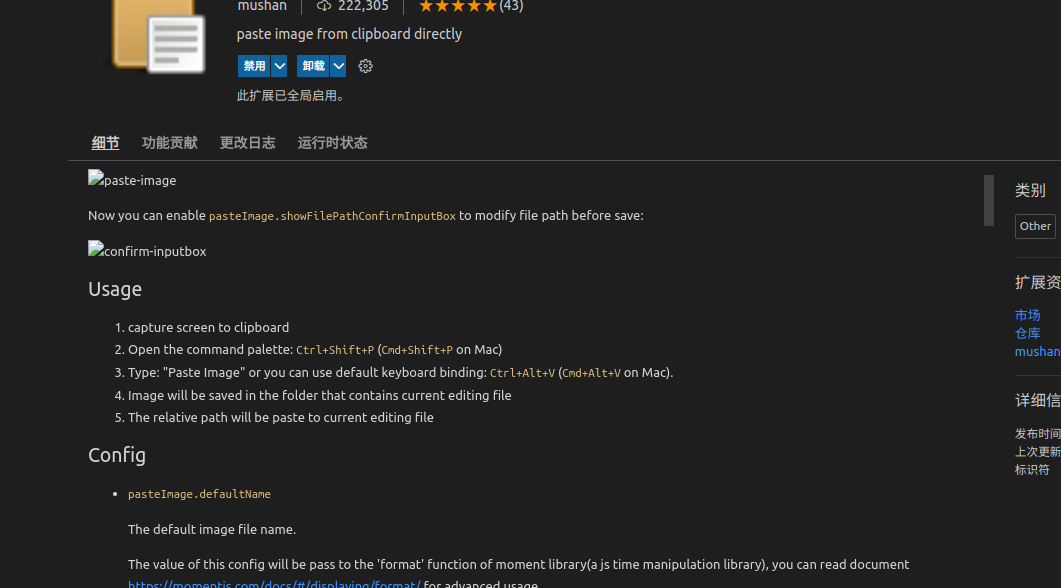 mushan | 222,305 | ★★★★★(43)
paste image from clipboard directly
禁用 卸载
此扩展已全局启用。
细节 功能贡献 更改日志 运行时状态
paste-image
Now you can enable pasteImage.showFilePathConfirmInputBox to modify file path before save:
confirm-inputbox
Usage
1. capture screen to clipboard
2. Open the command palette: Ctrl+Shift+P (Cmd+Shift+P on Mac)
3. Type: "Paste Image" or you can use default keyboard binding: Ctrl+Alt+V (Cmd+Alt+V on Mac).
4. Image will be saved in the folder that contains current editing file
5. The relative path will be paste to current editing file
Config
• pasteImage.defaultName
The default image file name.
The value of this config will be pass to the 'format' function of moment library(a js time manipulation library), you can read document
https://momentjs.com/docs/#/displaying/format/ for advanced usage.
类别
Other
扩展资
市场
仓库
mushan
详细信
发布时间
上次更新
标识符